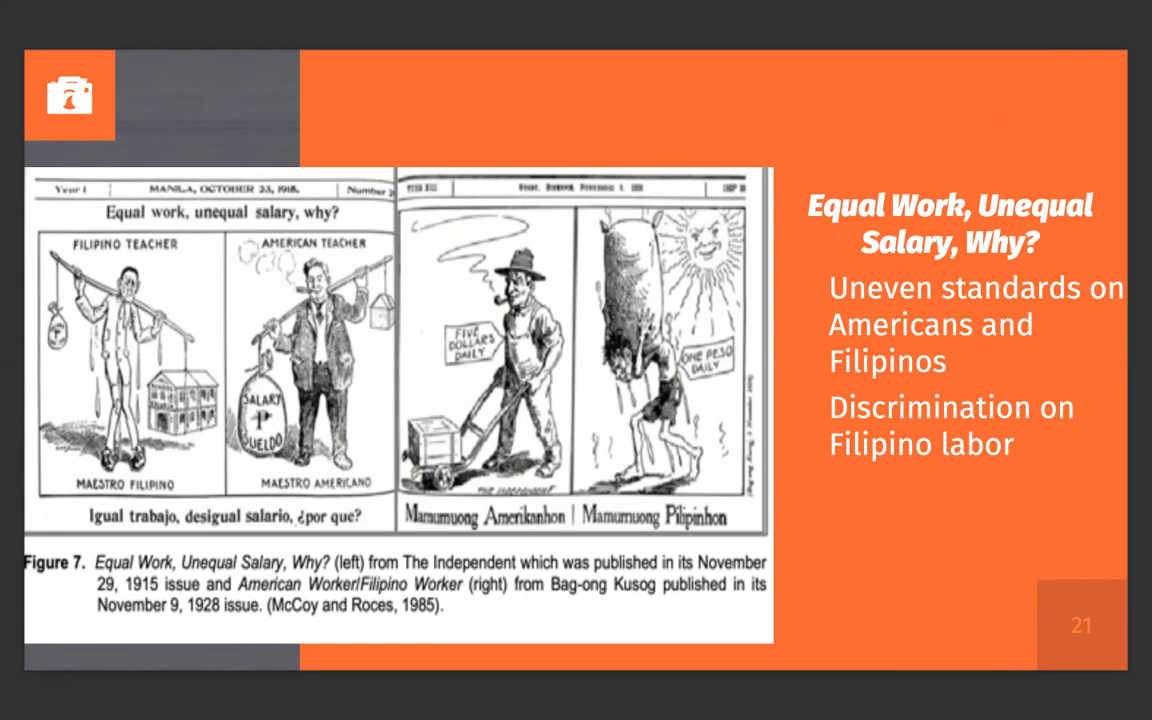 Year 1
MANILA, OCTOBER 23, 1915.
Number
Equal work, unequal salary, why?
FILIPINO TEACHER
AMERICAN TEACHER
SALARY
P
SUELDO
MAESTRO FILIPINO
MAESTRO AMERICANO
Igual trabajo, desigual salario, ¿por que?
FIVE
DOLLARS
DAILY
ONE PESO
DAILY
THE INDEPENDENT
Mamumuong Amerikanhon | Mamumuong Pilipinhon
Figure 7. Equal Work, Unequal Salary, Why? (left) from The Independent which was published in its November
29, 1915 issue and American Worker/Filipino Worker (right) from Bag-ong Kusog published in its
November 9, 1928 issue. (McCoy and Roces, 1985).
Equal Work, Unequal
Salary, Why?
Uneven standards on
Americans and
Filipinos
Discrimination on
Filipino labor
21